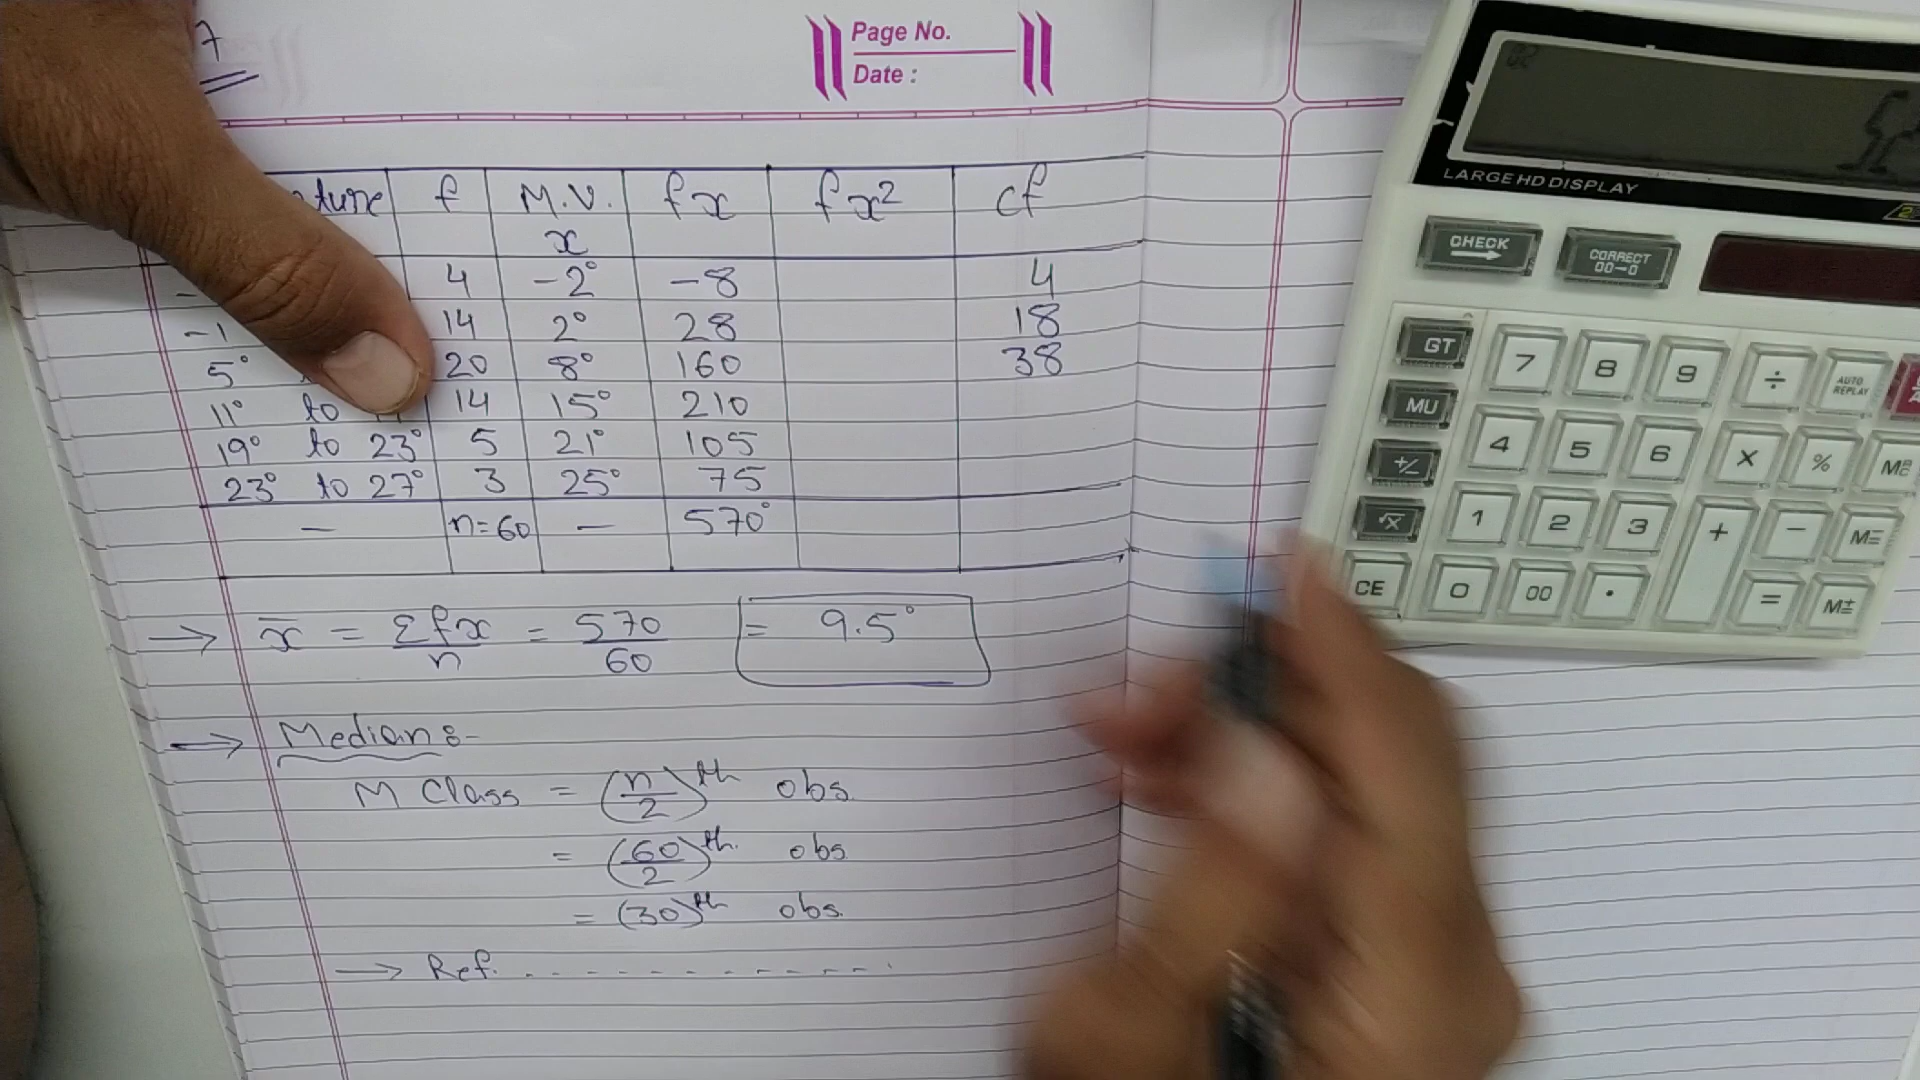 7
Page No.
Date :
ture f M.V. x fx fx² cf
4 -2° -8 4
-1 14 2° 28 18
5° 20 8° 160 38
11° to 14 15° 210
19° to 23° 5 21° 105
23° to 27° 3 25° 75
— n=60 — 570°
→ x̄ = Σfx/n = 570/60 = 9.5°
→ Median :-
M Class = (n/2)th obs.
= (60/2)th. obs
= (30)th obs.
→ Ref. . - - - - - - - - - - - .
LARGE HD DISPLAY
CHECK → CORRECT 00→0
GT 7 8 9 ÷ AUTO REPLAY
MU 4 5 6 × %
+/- 1 2 3 + − M=
√x 0 00 • = M±
CE